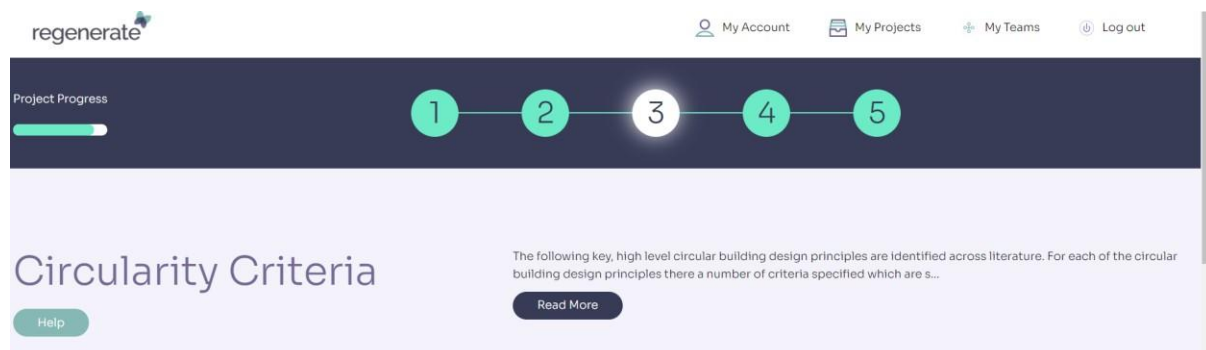 regenerate
My Account
My Projects
My Teams
Log out
Project Progress
1
2
3
4
5
Circularity Criteria
Help
The following key, high level circular building design principles are identified across literature. For each of the circular
building design principles there a number of criteria specified which are s...
Read More